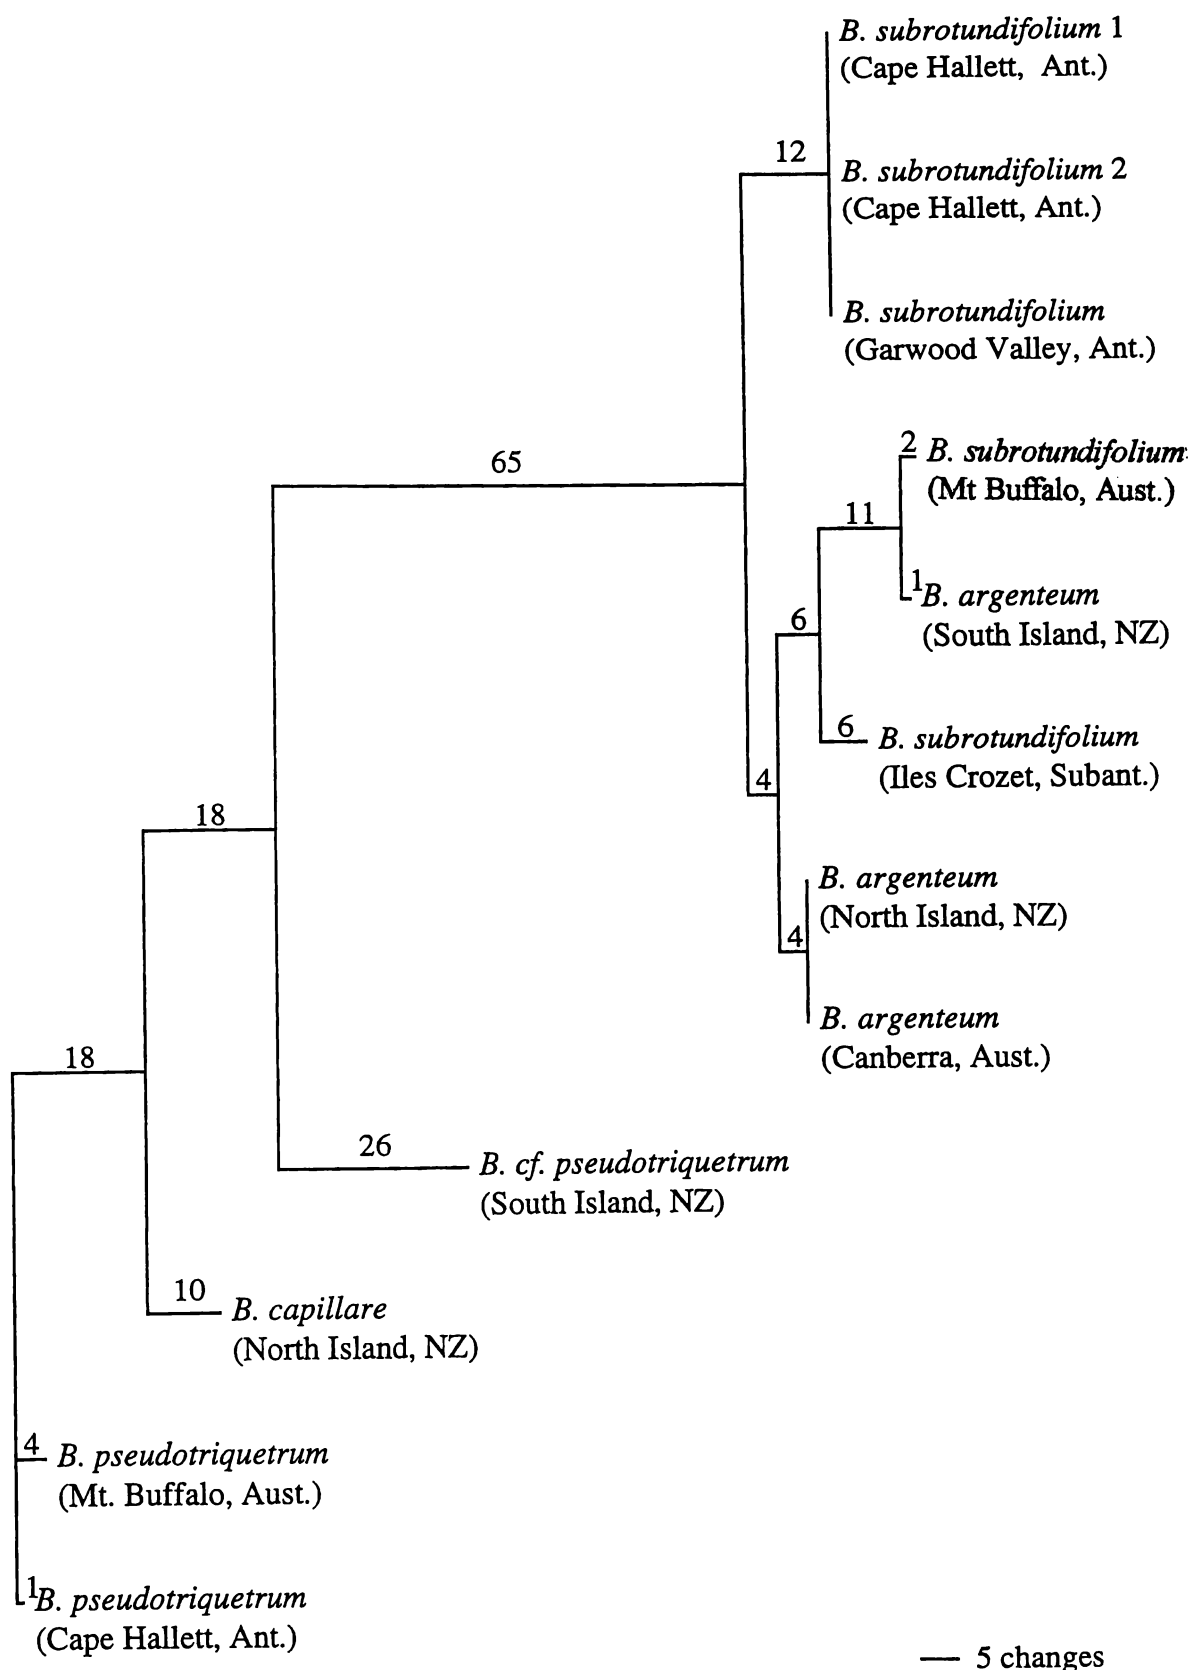 B. subrotundifolium 1
(Cape Hallett, Ant.)
12
B. subrotundifolium 2
(Cape Hallett, Ant.)
B. subrotundifolium
(Garwood Valley, Ant.)
2 B. subrotundifolium
(Mt Buffalo, Aust.)
65
11
1 B. argenteum
(South Island, NZ)
6
6 B. subrotundifolium
(Iles Crozet, Subant.)
4
18
B. argenteum
(North Island, NZ)
4
B. argenteum
(Canberra, Aust.)
18
26 B. cf. pseudotriquetrum
(South Island, NZ)
10 B. capillare
(North Island, NZ)
4 B. pseudotriquetrum
(Mt. Buffalo, Aust.)
1 B. pseudotriquetrum
(Cape Hallett, Ant.)
5 changes